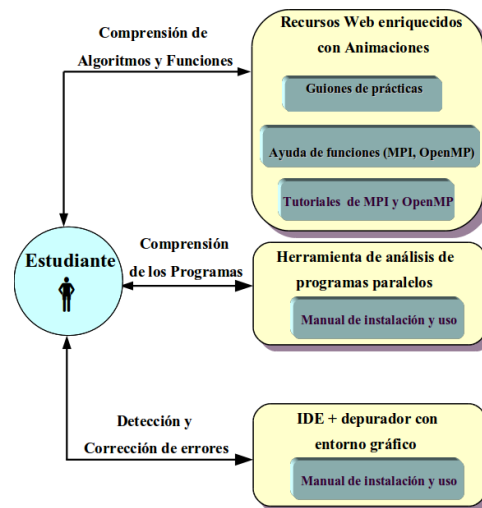 Comprensión de
Algoritmos y Funciones
Recursos Web enriquecidos
con Animaciones
Guiones de prácticas
Ayuda de funciones (MPI, OpenMP)
Tutoriales de MPI y OpenMP
Estudiante
Comprensión
de los Programas
Herramienta de análisis de
programas paralelos
Manual de instalación y uso
Detección y
Corrección de errores
IDE + depurador con
entorno gráfico
Manual de instalación y uso